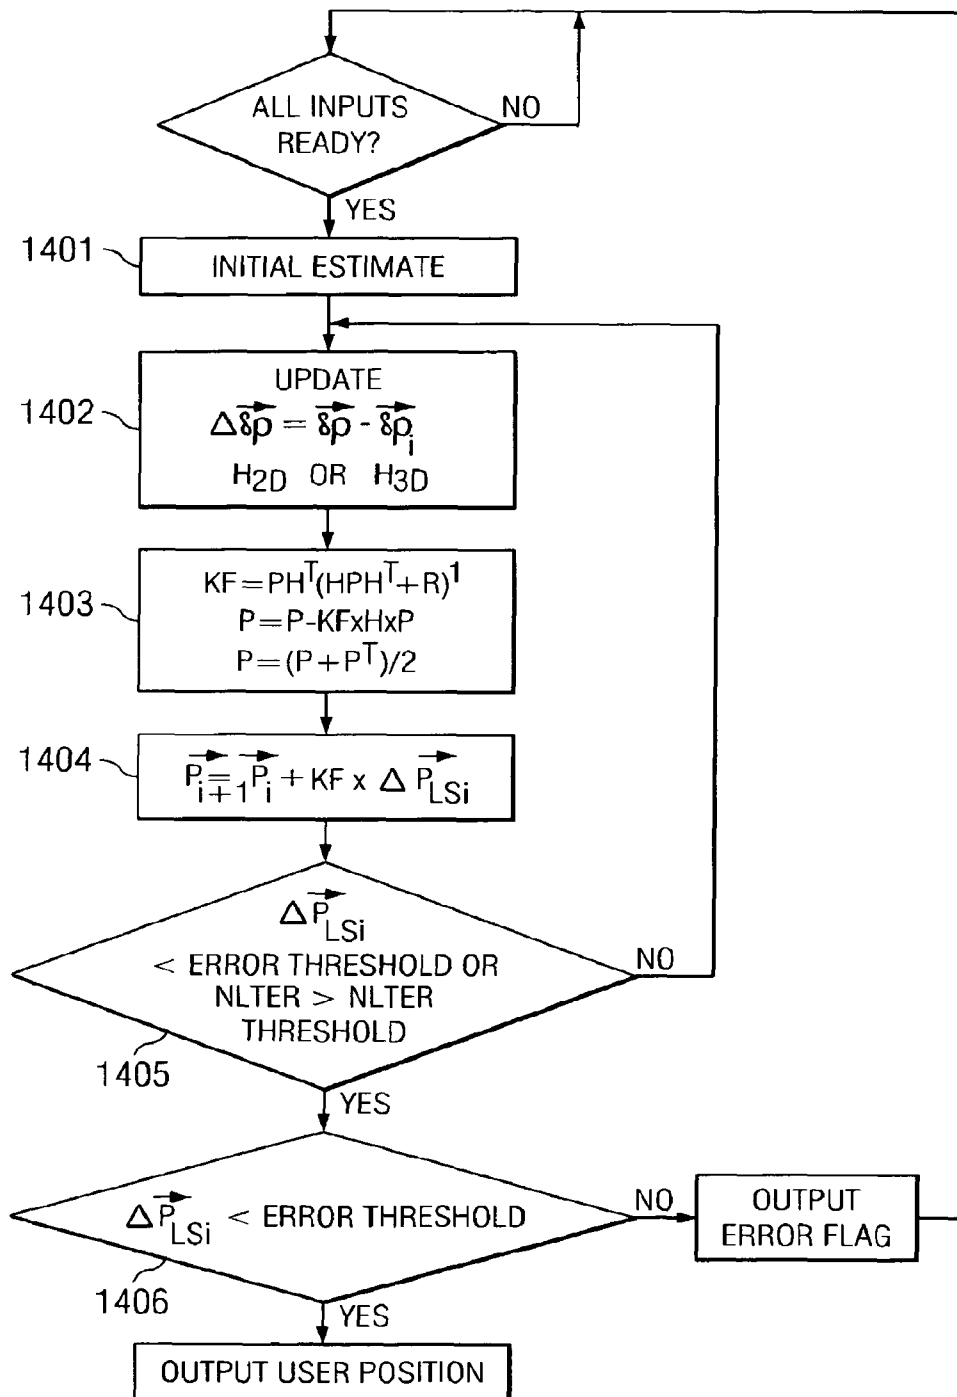 ALL INPUTS
READY?
NO
YES
1401
INITIAL ESTIMATE
1402
UPDATE
Δδp = δp - δp_i
H2D OR H3D
1403
KF=PH^T(HPH^T+R)^1
P=P-KFxHxP
P=(P+P^T)/2
1404
P_i+1 = P_i + KF x Δ P_LSi
ΔP_LSi
< ERROR THRESHOLD OR
NLTER > NLTER
THRESHOLD
NO
1405
YES
ΔP_LSi < ERROR THRESHOLD
NO
OUTPUT
ERROR FLAG
1406
YES
OUTPUT USER POSITION